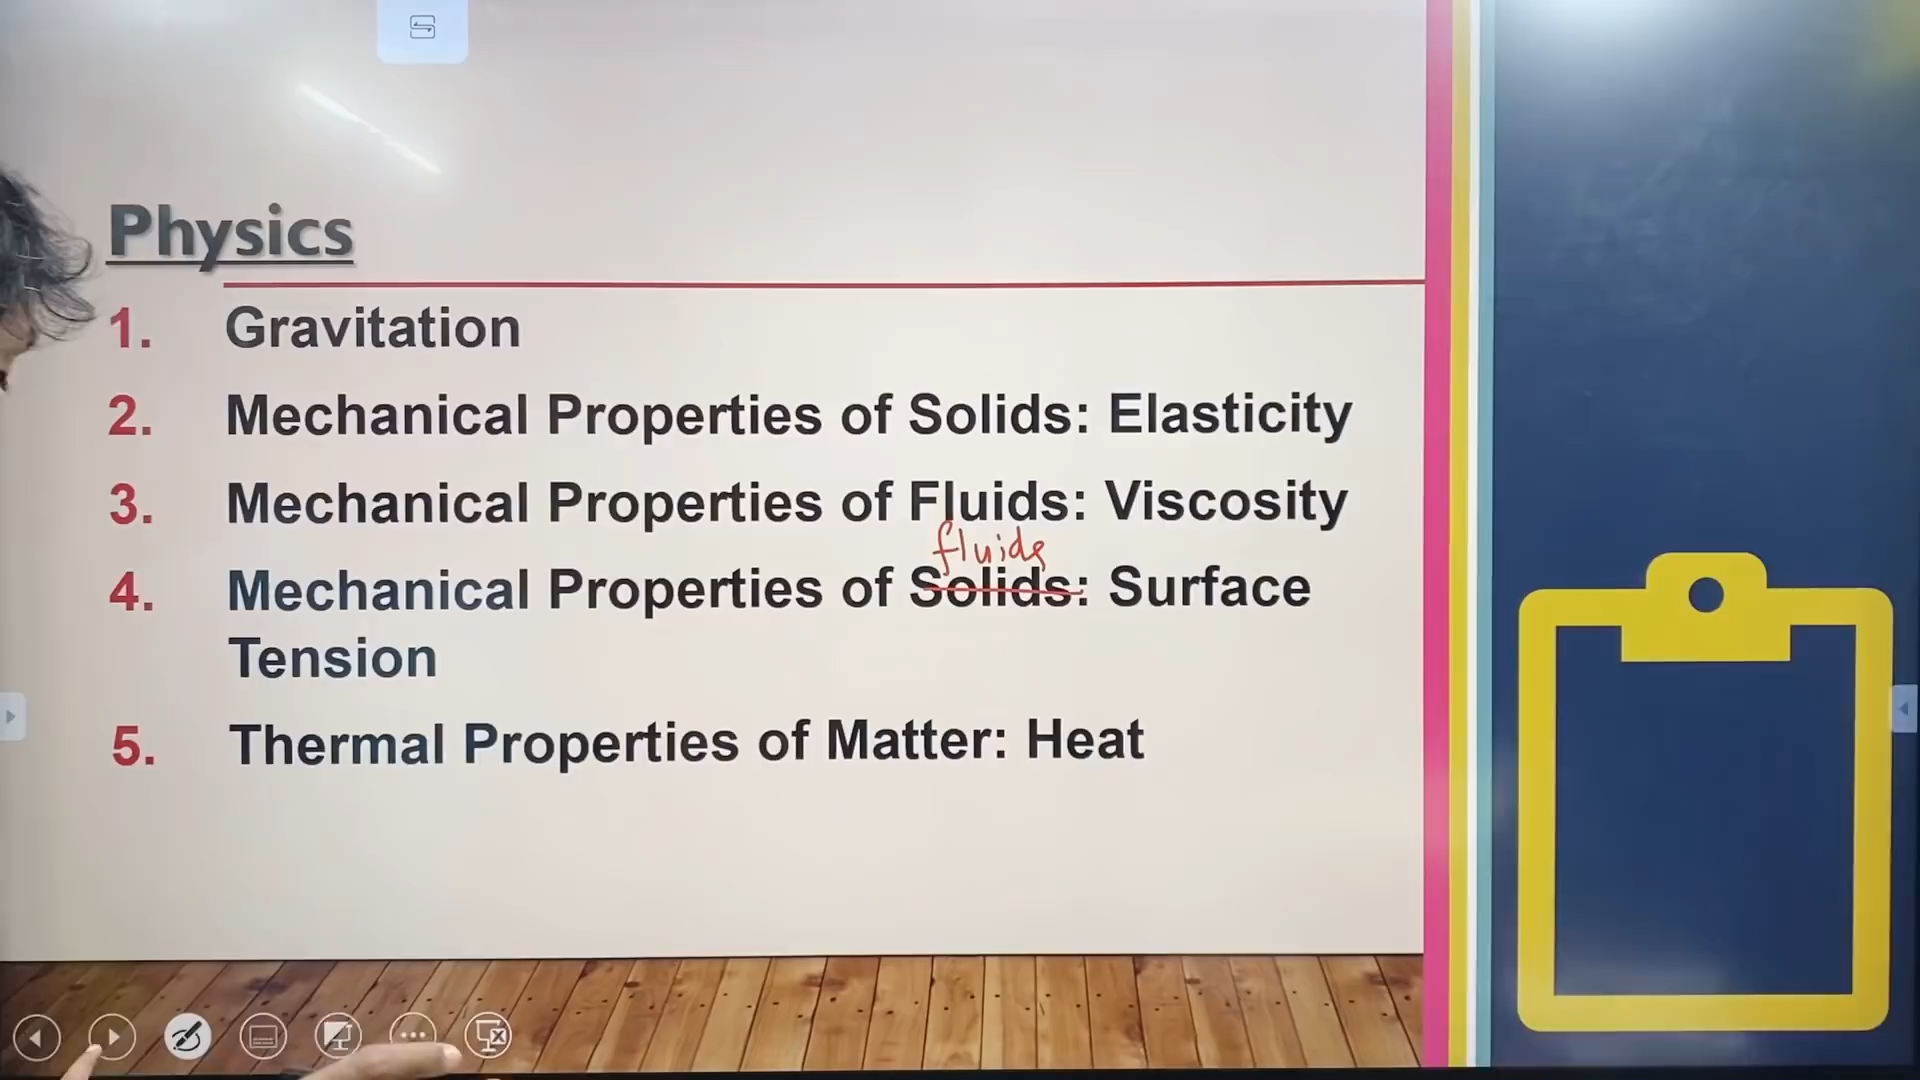 Physics
1. Gravitation
2. Mechanical Properties of Solids: Elasticity
3. Mechanical Properties of Fluids: Viscosity
fluids
4. Mechanical Properties of Solids: Surface
Tension
5. Thermal Properties of Matter: Heat